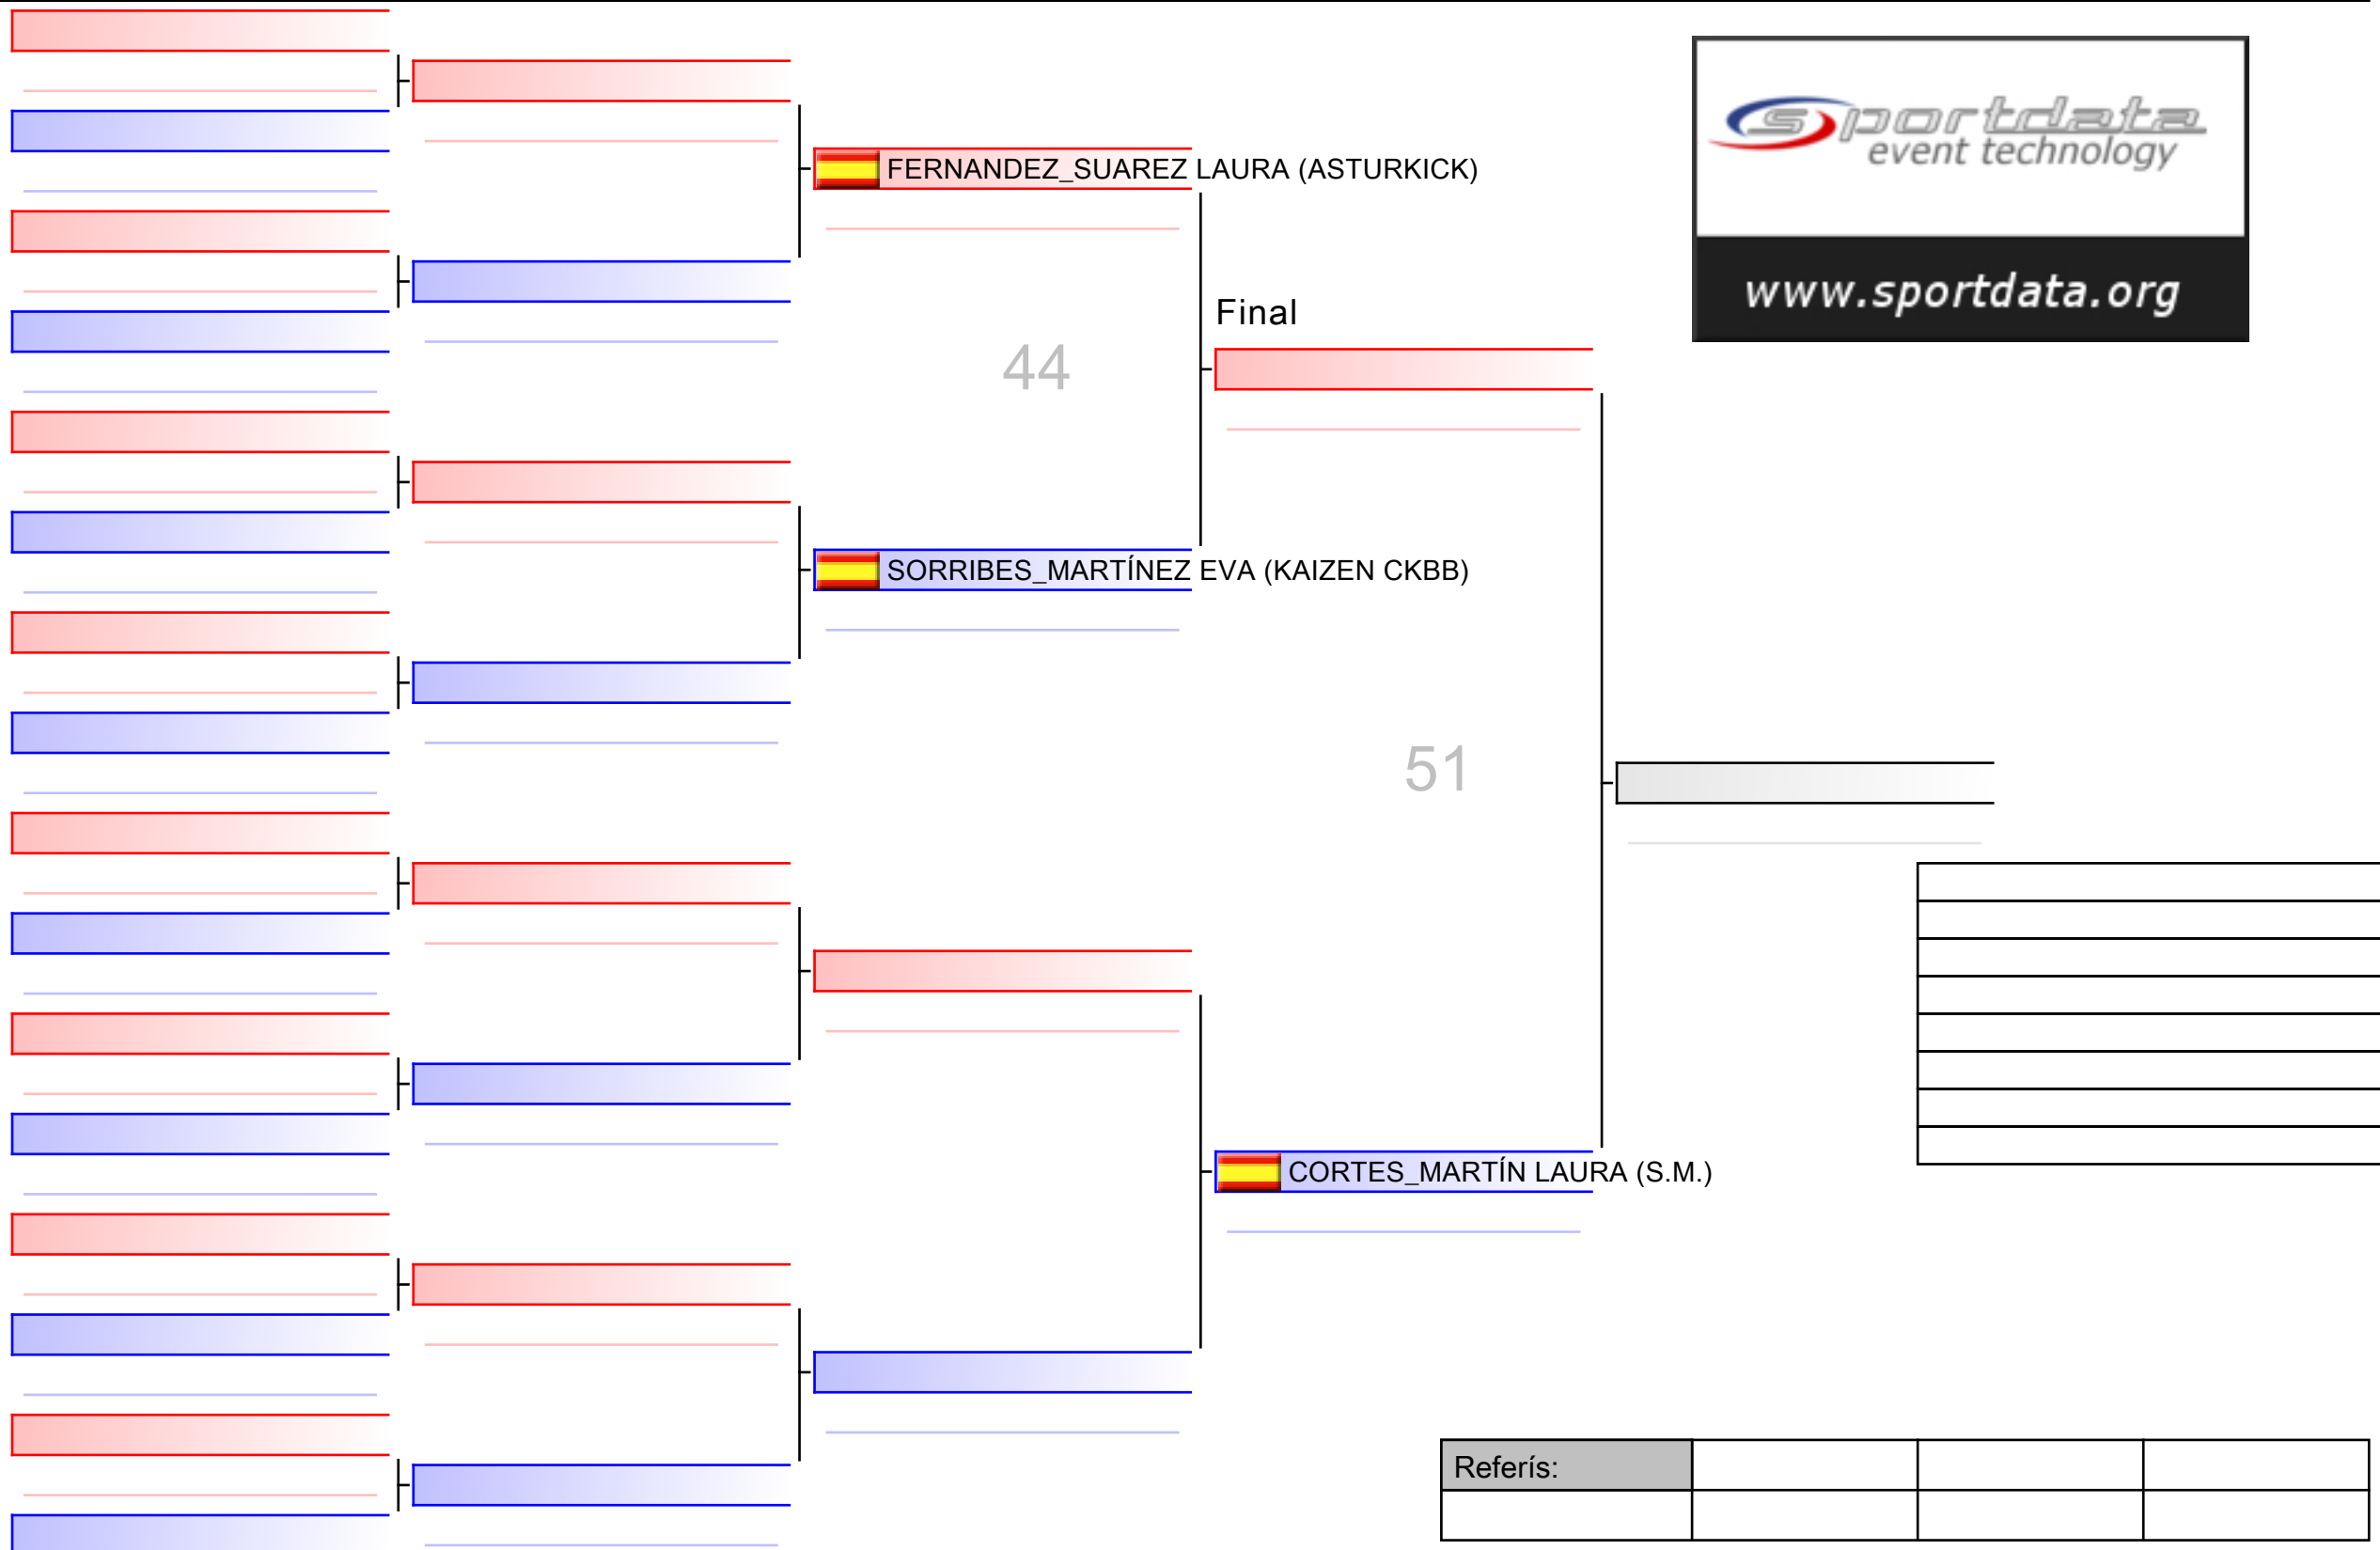 sportdata
event technology
www.sportdata.org
FERNANDEZ_SUAREZ LAURA (ASTURKICK)
Final
44
SORRIBES_MARTÍNEZ EVA (KAIZEN CKBB)
51
CORTES_MARTÍN LAURA (S.M.)
Referís: